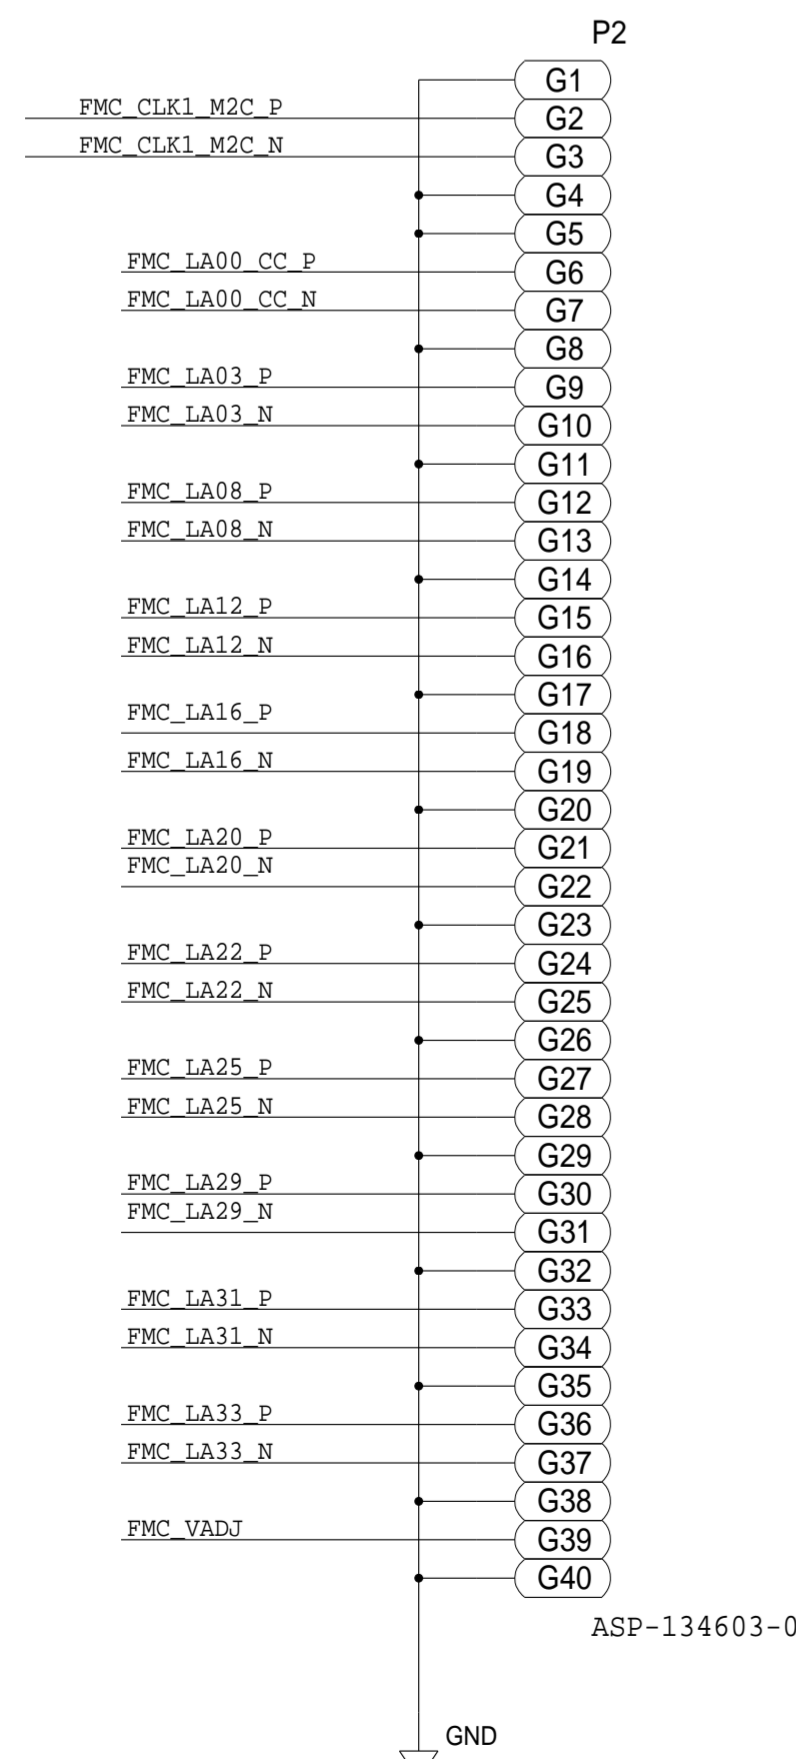 P2
G1
FMC_CLK1_M2C_P G2
FMC_CLK1_M2C_N G3
G4
G5
FMC_LA00_CC_P G6
FMC_LA00_CC_N G7
G8
FMC_LA03_P G9
FMC_LA03_N G10
G11
FMC_LA08_P G12
FMC_LA08_N G13
G14
FMC_LA12_P G15
FMC_LA12_N G16
G17
FMC_LA16_P G18
FMC_LA16_N G19
G20
FMC_LA20_P G21
FMC_LA20_N G22
G23
FMC_LA22_P G24
FMC_LA22_N G25
G26
FMC_LA25_P G27
FMC_LA25_N G28
G29
FMC_LA29_P G30
FMC_LA29_N G31
G32
FMC_LA31_P G33
FMC_LA31_N G34
G35
FMC_LA33_P G36
FMC_LA33_N G37
G38
FMC_VADJ G39
G40
ASP-134603-0
GND